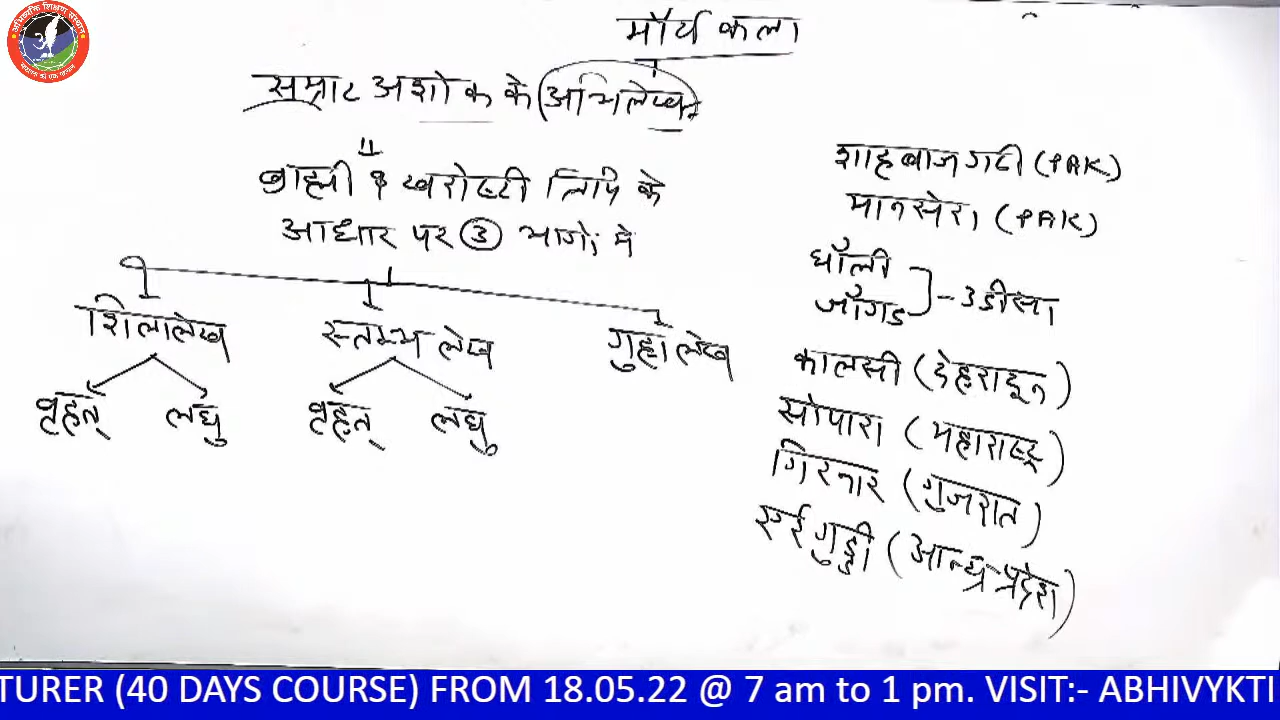 मौर्य कला
सम्राट अशोक के अभिलेख
ब्राह्मी व खरोष्टी लिपि के
आधार पर ③ भागों में
शिलालेख स्तम्भ लेख गुहा लेख
वृहत् लघु वृहत् लघु
शाहबाजगढी (PAK)
मानसेरा (PAK)
धौली
जौगड - उडीसा
कालसी (देहरादून)
सोपारा (महाराष्ट्र)
गिरनार (गुजरात)
एर्रगुड्डी (आन्ध्र-प्रदेश)
TURER (40 DAYS COURSE) FROM 18.05.22 @ 7 am to 1 pm. VISIT:- ABHIVYKTI